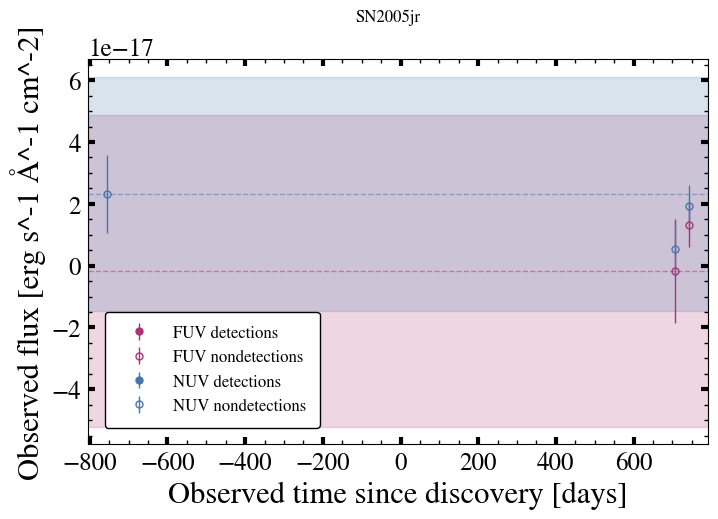 SN2005jr
1e−17
Observed flux [erg s^-1 Å^-1 cm^-2]
6
4
2
0
−2
−4
FUV detections
FUV nondetections
NUV detections
NUV nondetections
−800 −600 −400 −200 0 200 400 600
Observed time since discovery [days]